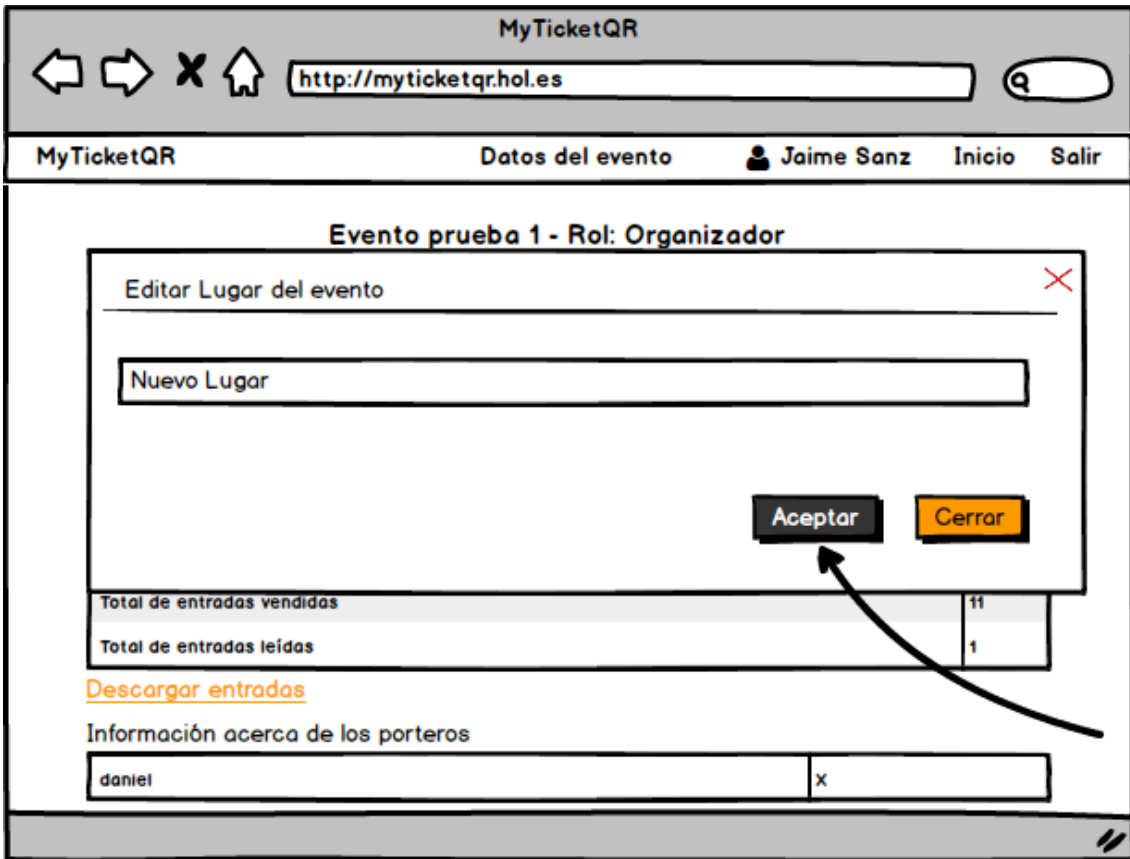 MyTicketQR
http://myticketqr.hol.es
MyTicketQR Datos del evento Jaime Sanz Inicio Salir
Evento prueba 1 - Rol: Organizador
Editar Lugar del evento
Nuevo Lugar
Aceptar Cerrar
Total de entradas vendidas 11
Total de entradas leídas 1
Descargar entradas
Información acerca de los porteros
daniel x